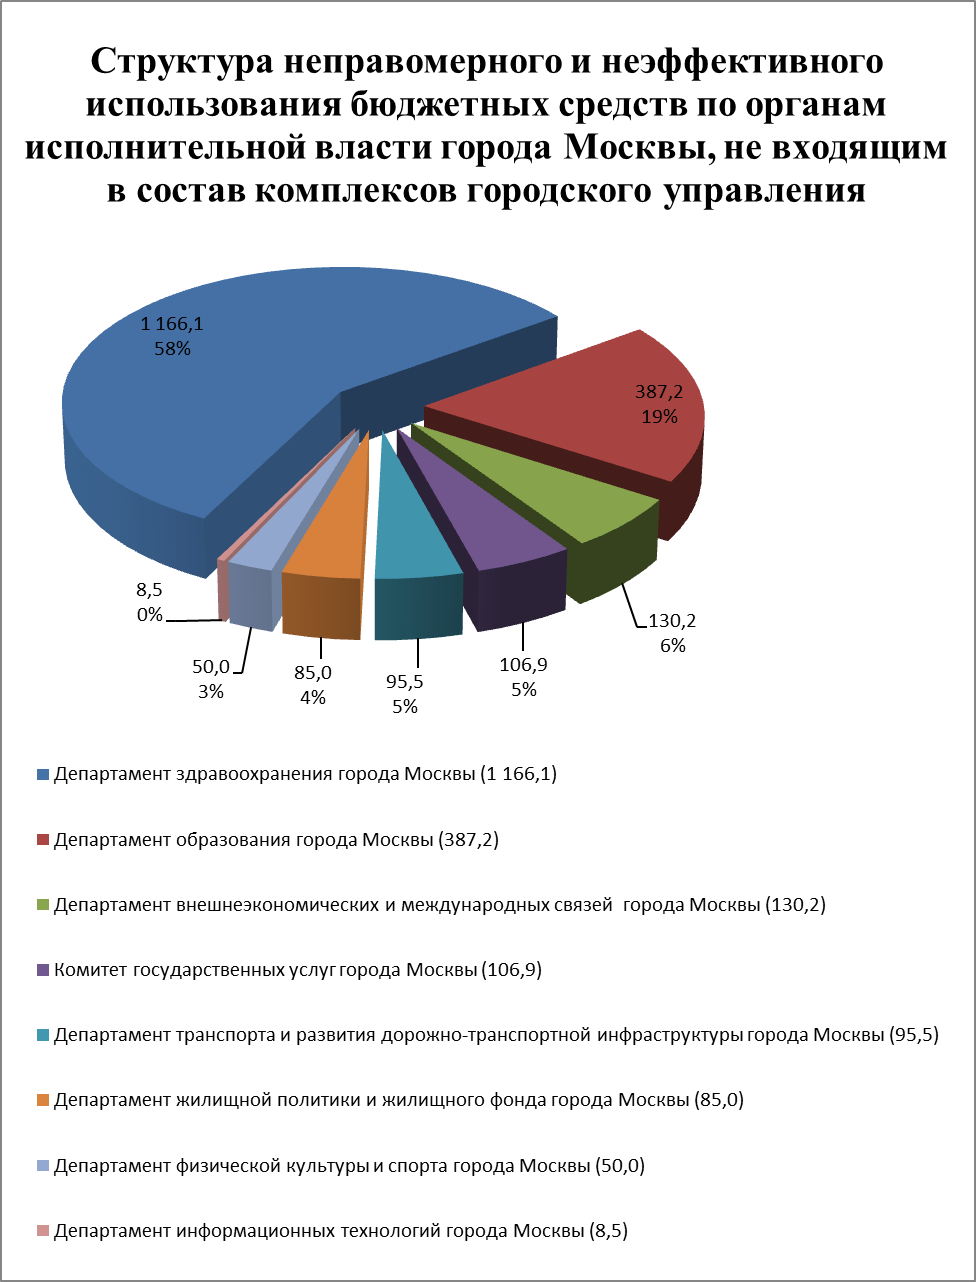 Структура неправомерного и неэффективного
использования бюджетных средств по органам
исполнительной власти города Москвы, не входящим
в состав комплексов городского управления
1 166,1
58%
387,2
19%
130,2
6%
106,9
5%
95,5
5%
85,0
4%
50,0
3%
8,5
0%
Департамент здравоохранения города Москвы (1 166,1)
Департамент образования города Москвы (387,2)
Департамент внешнеэкономических и международных связей города Москвы (130,2)
Комитет государственных услуг города Москвы (106,9)
Департамент транспорта и развития дорожно-транспортной инфраструктуры города Москвы (95,5)
Департамент жилищной политики и жилищного фонда города Москвы (85,0)
Департамент физической культуры и спорта города Москвы (50,0)
Департамент информационных технологий города Москвы (8,5)